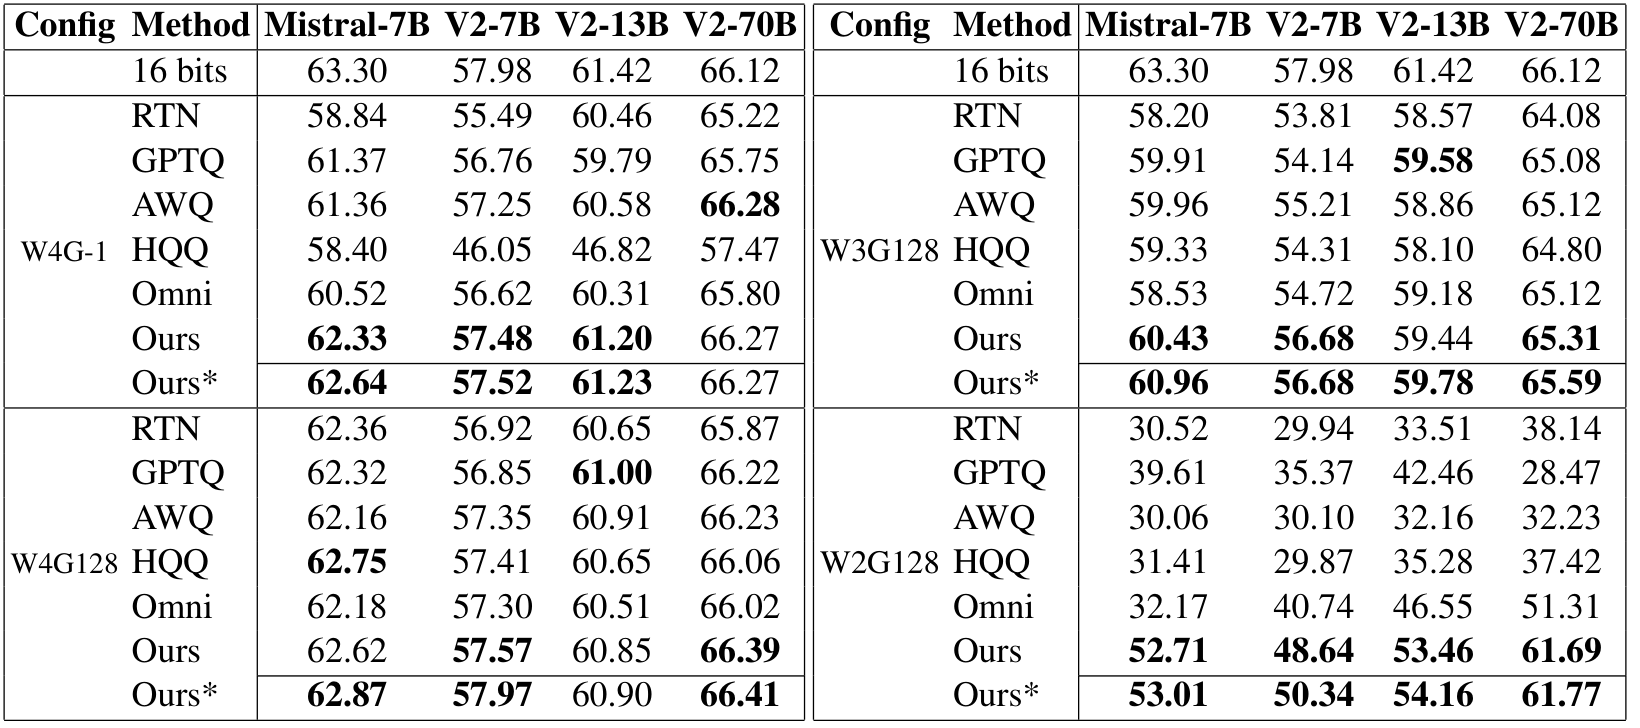 Config Method Mistral-7B V2-7B V2-13B V2-70B
16 bits 63.30 57.98 61.42 66.12
RTN 58.84 55.49 60.46 65.22
GPTQ 61.37 56.76 59.79 65.75
AWQ 61.36 57.25 60.58 66.28
W4G-1 HQQ 58.40 46.05 46.82 57.47
Omni 60.52 56.62 60.31 65.80
Ours 62.33 57.48 61.20 66.27
Ours* 62.64 57.52 61.23 66.27
RTN 62.36 56.92 60.65 65.87
GPTQ 62.32 56.85 61.00 66.22
AWQ 62.16 57.35 60.91 66.23
W4G128 HQQ 62.75 57.41 60.65 66.06
Omni 62.18 57.30 60.51 66.02
Ours 62.62 57.57 60.85 66.39
Ours* 62.87 57.97 60.90 66.41
Config Method Mistral-7B V2-7B V2-13B V2-70B
16 bits 63.30 57.98 61.42 66.12
RTN 58.20 53.81 58.57 64.08
GPTQ 59.91 54.14 59.58 65.08
AWQ 59.96 55.21 58.86 65.12
W3G128 HQQ 59.33 54.31 58.10 64.80
Omni 58.53 54.72 59.18 65.12
Ours 60.43 56.68 59.44 65.31
Ours* 60.96 56.68 59.78 65.59
RTN 30.52 29.94 33.51 38.14
GPTQ 39.61 35.37 42.46 28.47
AWQ 30.06 30.10 32.16 32.23
W2G128 HQQ 31.41 29.87 35.28 37.42
Omni 32.17 40.74 46.55 51.31
Ours 52.71 48.64 53.46 61.69
Ours* 53.01 50.34 54.16 61.77